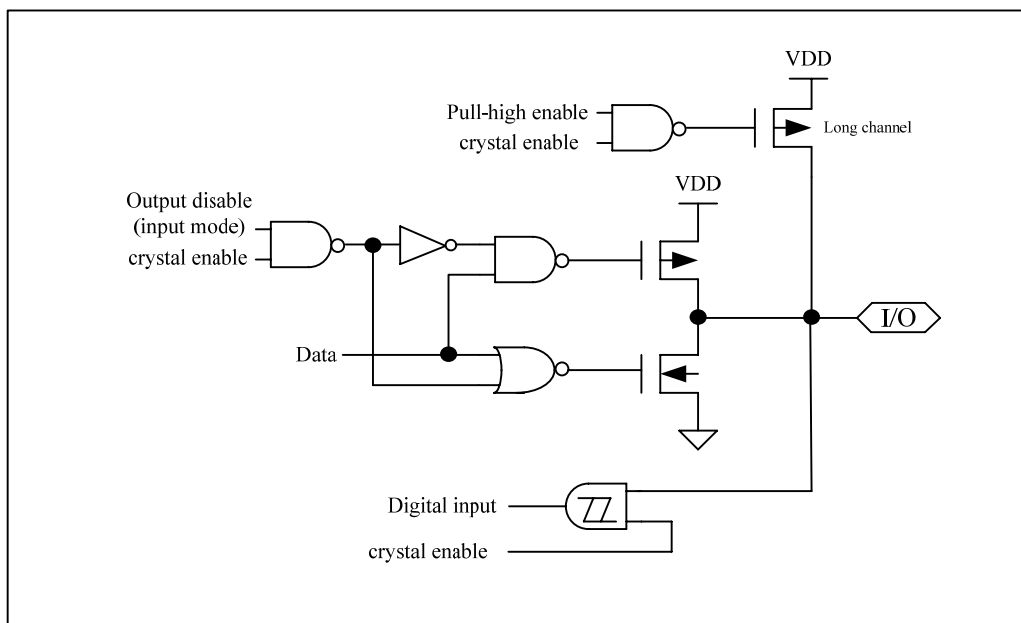 VDD
Pull-high enable
crystal enable
Long channel
VDD
Output disable
(input mode)
crystal enable
I/O
Data
Digital input
crystal enable